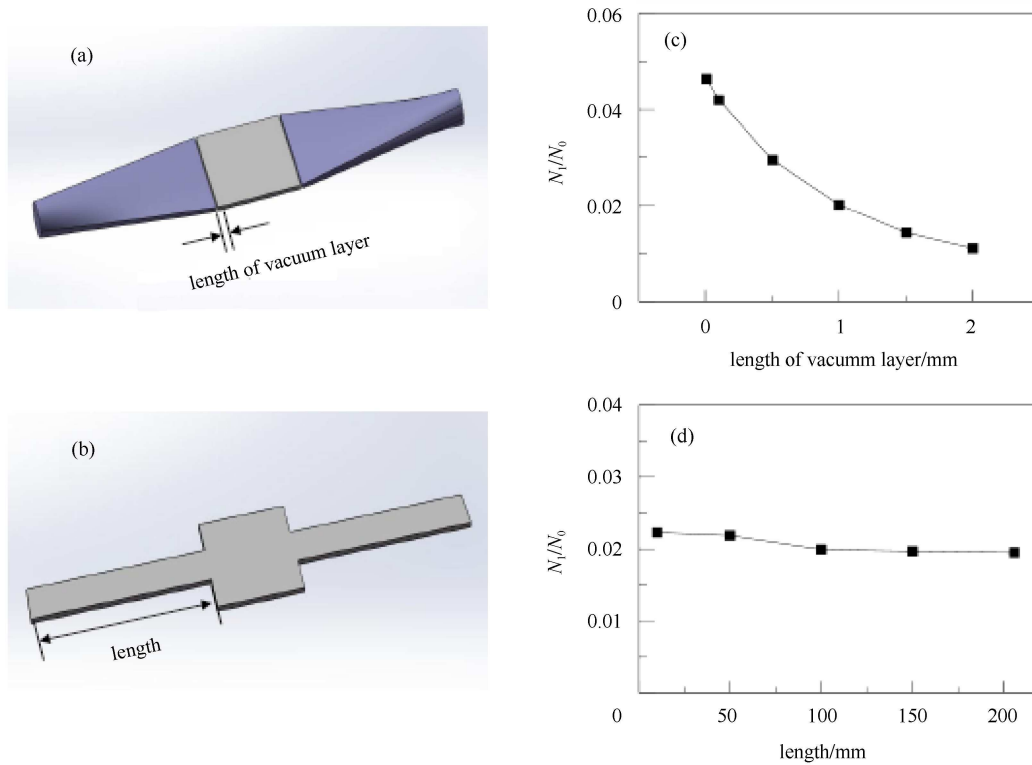 (a)
length of vacuum layer
(b)
length
(c)
0.06
0.04
0.02
0
N₁/N₀
0
1
2
length of vacumm layer/mm
(d)
0.04
0.03
0.02
0.01
N₁/N₀
0
50
100
150
200
length/mm